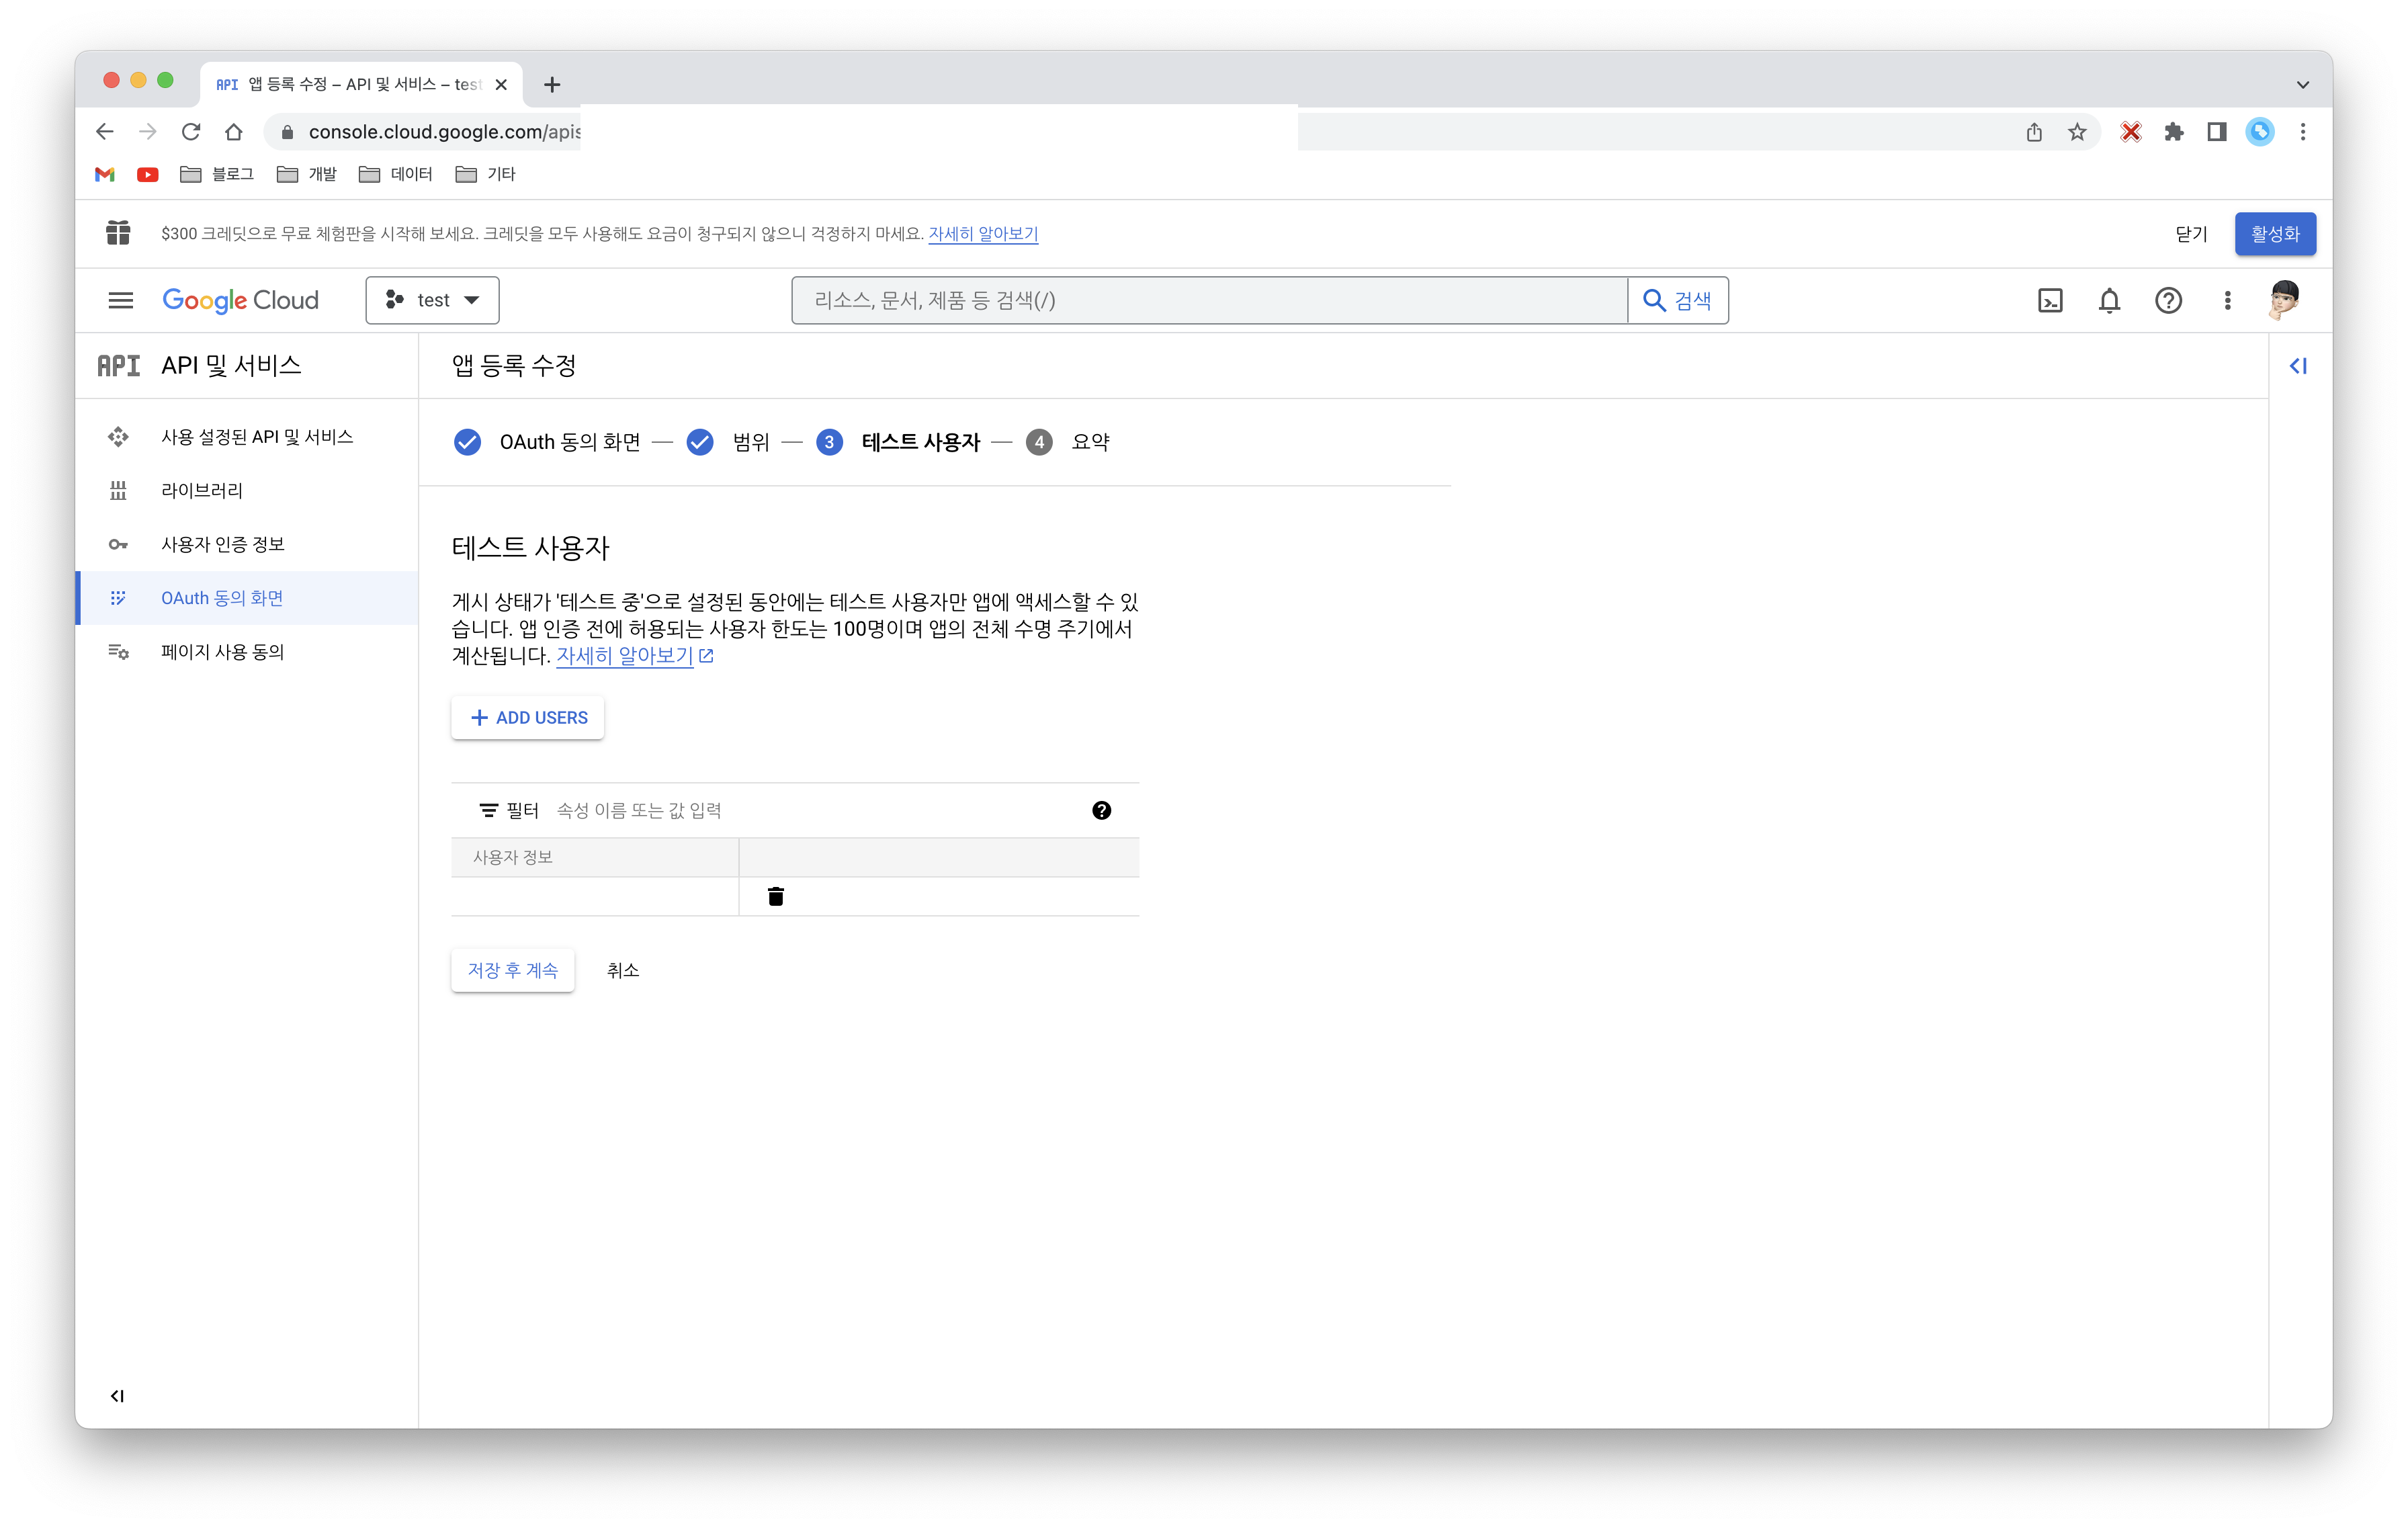 API 앱 등록 수정 – API 및 서비스 – test
console.cloud.google.com/apis
블로그 개발 데이터 기타
$300 크레딧으로 무료 체험판을 시작해 보세요. 크레딧을 모두 사용해도 요금이 청구되지 않으니 걱정하지 마세요. 자세히 알아보기 닫기 활성화
Google Cloud test 리소스, 문서, 제품 등 검색(/) 검색
API API 및 서비스
사용 설정된 API 및 서비스
라이브러리
사용자 인증 정보
OAuth 동의 화면
페이지 사용 동의
앱 등록 수정
OAuth 동의 화면 — 범위 — 3 테스트 사용자 — 4 요약
테스트 사용자
게시 상태가 '테스트 중'으로 설정된 동안에는 테스트 사용자만 앱에 액세스할 수 있
습니다. 앱 인증 전에 허용되는 사용자 한도는 100명이며 앱의 전체 수명 주기에서
계산됩니다. 자세히 알아보기
+ ADD USERS
필터 속성 이름 또는 값 입력
사용자 정보
저장 후 계속 취소